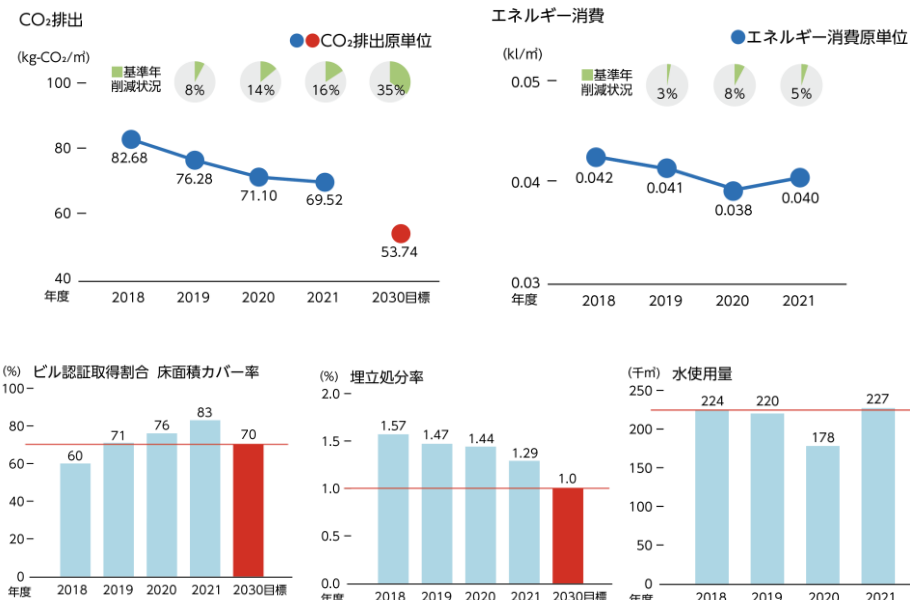 CO₂排出
(kg-CO₂/㎡)
CO₂排出原単位
基準年
削減状況
8% 14% 16% 35%
100
80
60
40
82.68
76.28
71.10
69.52
53.74
年度 2018 2019 2020 2021 2030目標
エネルギー消費
(kl/㎡)
エネルギー消費原単位
基準年
削減状況
3% 8% 5%
0.05
0.04
0.03
0.042
0.041
0.038
0.040
年度 2018 2019 2020 2021
(%) ビル認証取得割合 床面積カバー率
100
80
60
40
20
0
60 71 76 83 70
年度 2018 2019 2020 2021 2030目標
(%) 埋立処分率
2.0
1.5
1.0
0.5
0.0
1.57 1.47 1.44 1.29 1.0
年度 2018 2019 2020 2021 2030目標
(千㎥) 水使用量
250
200
150
100
50
0
224 220 178 227
年度 2018 2019 2020 2021